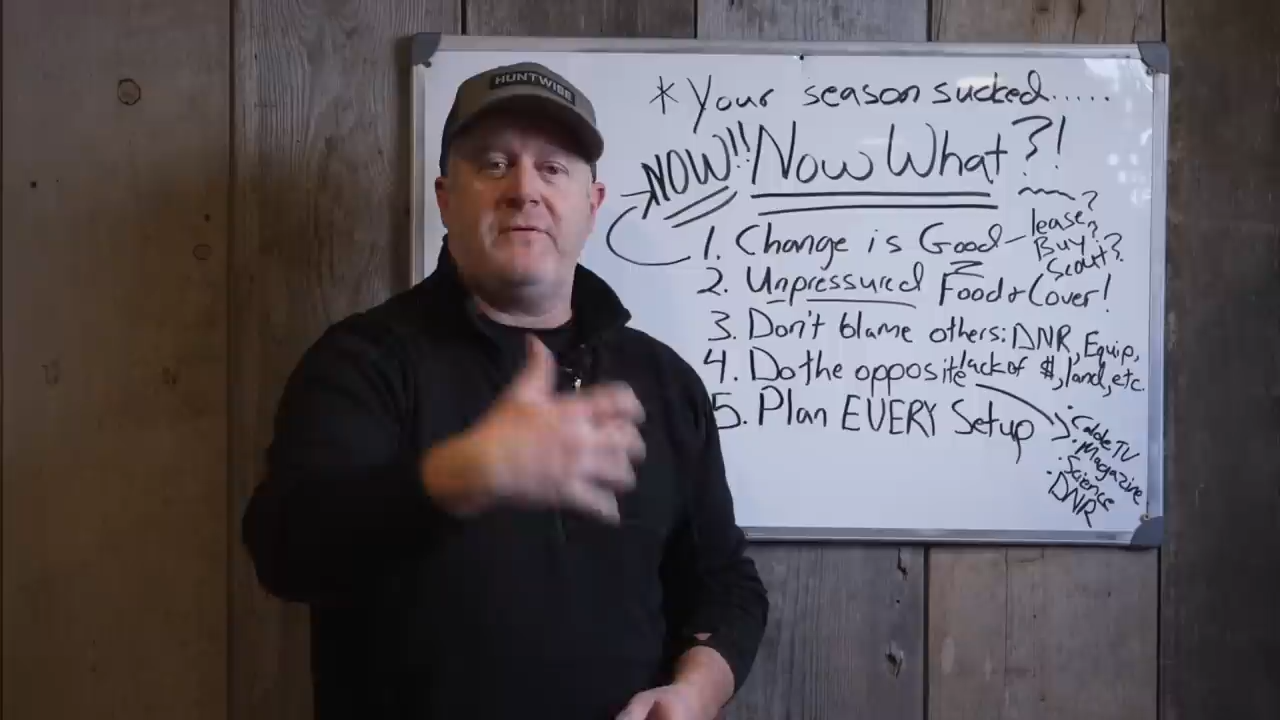 HUNTWISE
* Your season sucked.....
NOW!! Now What?!
1. Change is Good - lease?
Buy?
Scout?
2. Unpressured Food + Cover!
3. Don't blame others: DNR, Equip,
lack of $, land, etc.
4. Do the opposite
5. Plan EVERY Setup
• Cable TV
• Magazine
• Science
• DNR